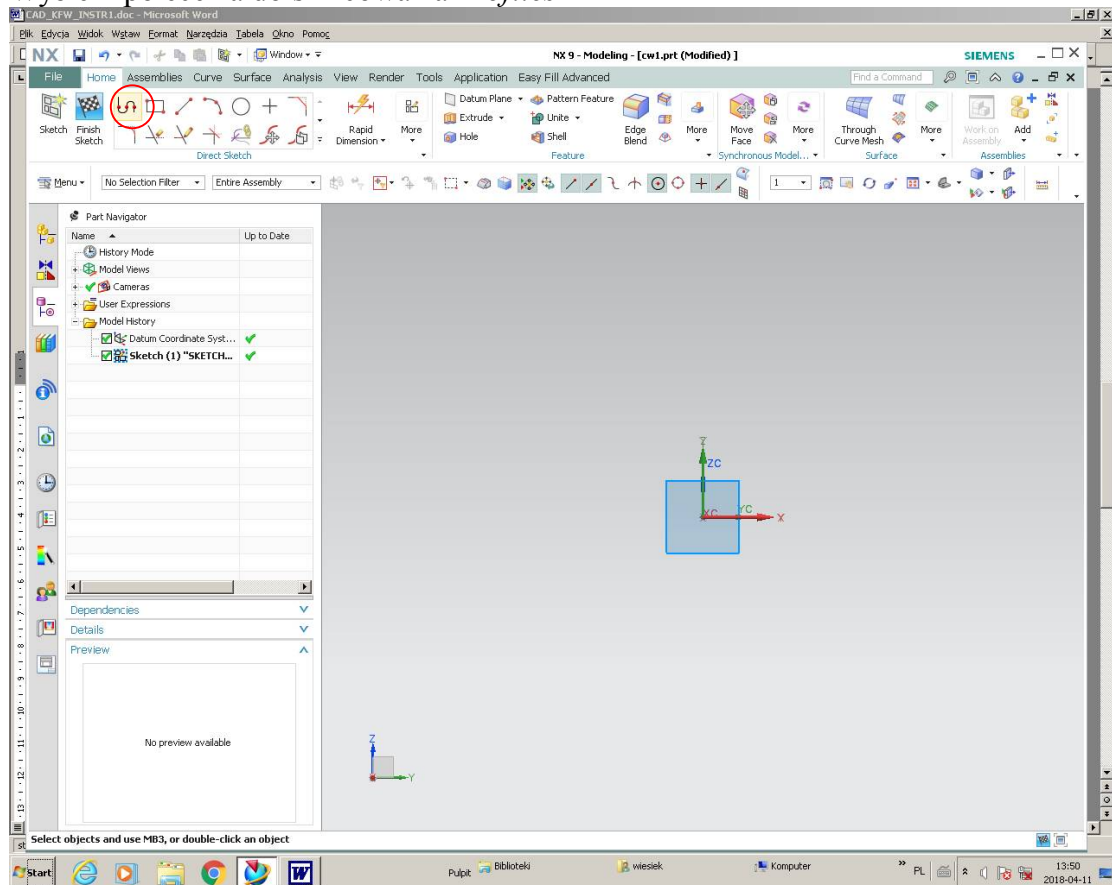 CAD_KFW_INSTR1.doc - Microsoft Word
Plik Edycja Widok Wstaw Format Narzędzia Tabela Okno Pomoc
NX Window NX 9 - Modeling - [cw1.prt (Modified) ] SIEMENS
File Home Assemblies Curve Surface Analysis View Render Tools Application Easy Fill Advanced Find a Command
Sketch Finish Sketch Rapid Dimension More Datum Plane Pattern Feature Edge Blend More Move Face More Through Curve Mesh More Work on Assembly Add
Extrude Unite
Hole Shell
Direct Sketch Feature Synchronous Model... Surface Assemblies
Menu No Selection Filter Entire Assembly 1
Part Navigator
Name Up to Date
History Mode
Model Views
Cameras
User Expressions
Model History
Datum Coordinate Syst...
Sketch (1) "SKETCH...
Z
ZC
XC YC X
Dependencies
Details
Preview
No preview available
Z
Y
Select objects and use MB3, or double-click an object
Start Pulpit Biblioteki wiesiek Komputer » PL 13:50
2018-04-11